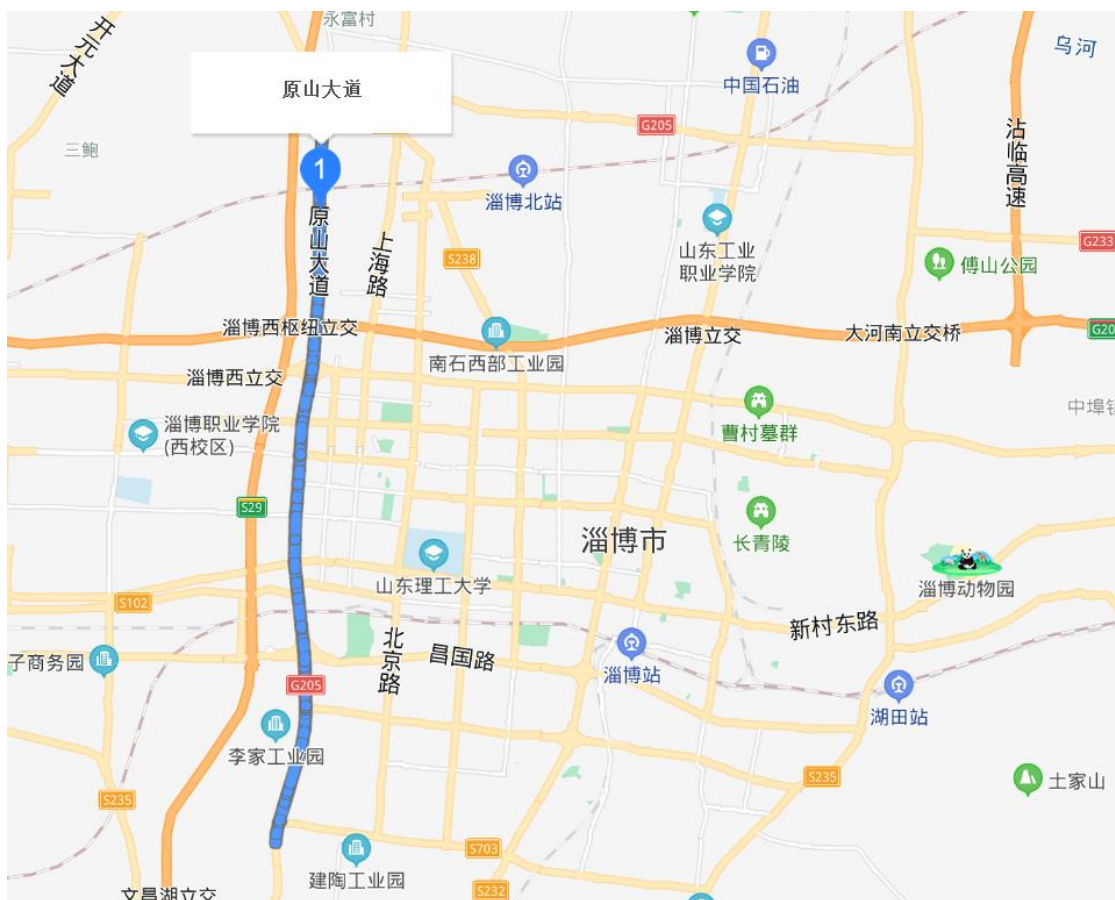 永富村
开元大道
乌河
中国石油
原山大道
G205
三鲍
沾临高速
1
淄博北站
原山大道
上海路
山东工业
职业学院
G233
S238
傅山公园
淄博西枢纽立交
淄博立交
大河南立交桥
G20
南石西部工业园
淄博西立交
中埠镇
淄博职业学院
(西校区)
曹村墓群
S29
淄博市
长青陵
山东理工大学
淄博动物园
S102
新村东路
北京路
昌国路
子商务园
淄博站
G205
湖田站
李家工业园
S235
土家山
S235
S703
建陶工业园
S232
文昌湖立交